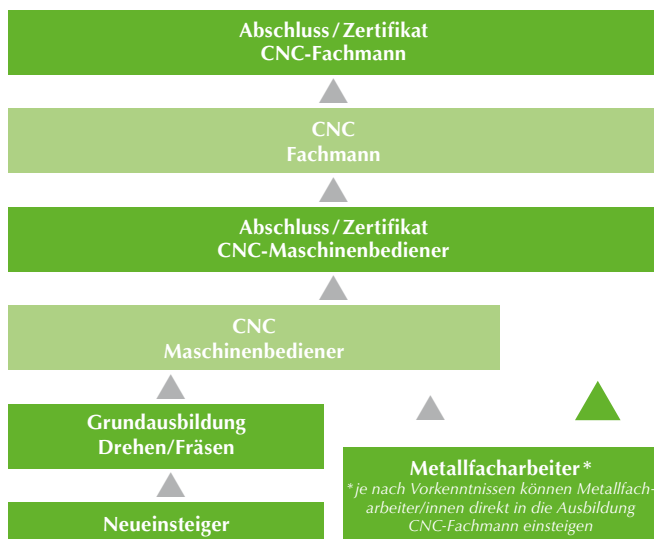 Abschluss / Zertifikat
CNC-Fachmann
CNC
Fachmann
Abschluss / Zertifikat
CNC-Maschinenbediener
CNC
Maschinenbediener
Grundausbildung
Drehen/Fräsen
Neueinsteiger
Metallfacharbeiter *
* je nach Vorkenntnissen können Metallfach-
arbeiter/innen direkt in die Ausbildung
CNC-Fachmann einsteigen